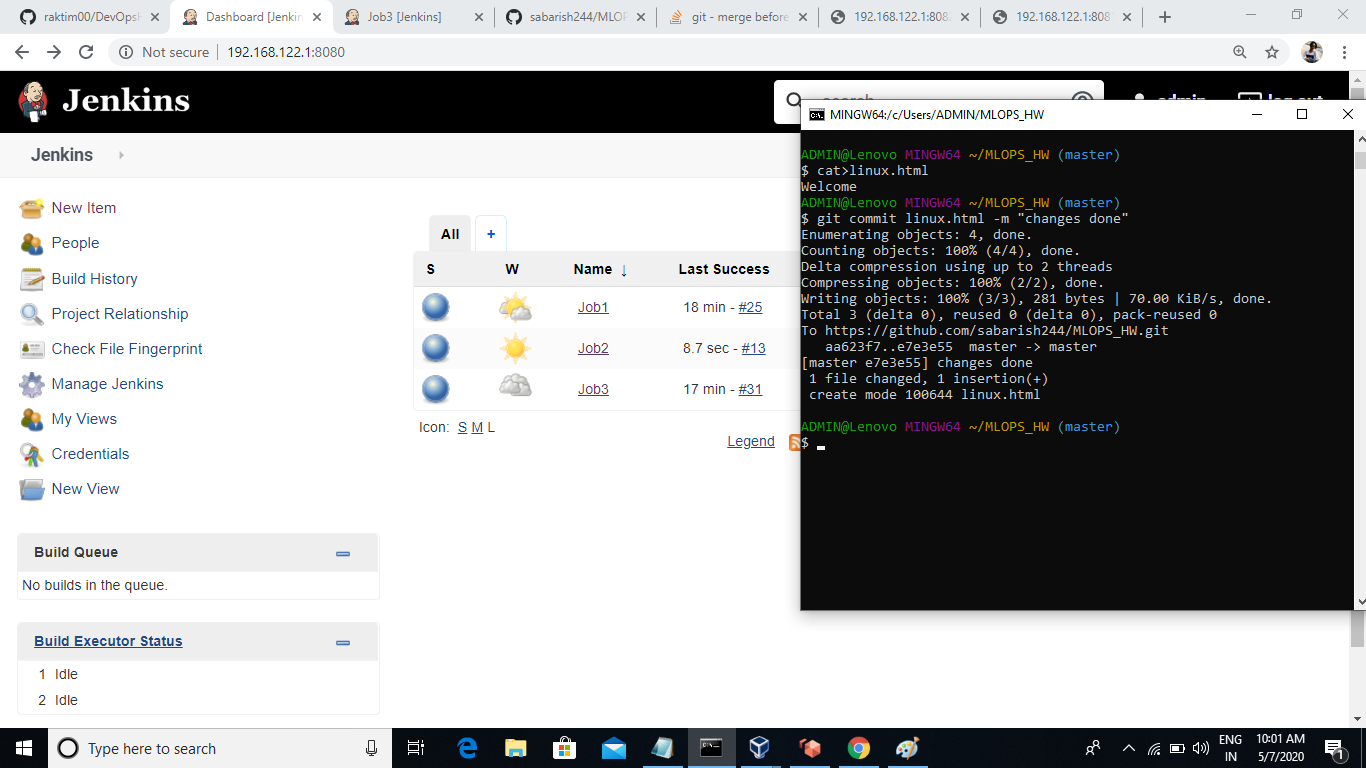 raktim00/DevOpsH
Dashboard [Jenkin
Job3 [Jenkins]
sabarish244/MLOP
git - merge before
192.168.122.1:808
192.168.122.1:808
Not secure
192.168.122.1:8080
Jenkins
search
admin
log out
Jenkins
New Item
People
Build History
Project Relationship
Check File Fingerprint
Manage Jenkins
My Views
Credentials
New View
Build Queue
No builds in the queue.
Build Executor Status
1 Idle
2 Idle
All +
S W Name ↓ Last Success
Job1 18 min - #25
Job2 8.7 sec - #13
Job3 17 min - #31
Icon: S M L
Legend
MINGW64:/c/Users/ADMIN/MLOPS_HW
ADMIN@Lenovo MINGW64 ~/MLOPS_HW (master)
$ cat>linux.html
Welcome
ADMIN@Lenovo MINGW64 ~/MLOPS_HW (master)
$ git commit linux.html -m "changes done"
Enumerating objects: 4, done.
Counting objects: 100% (4/4), done.
Delta compression using up to 2 threads
Compressing objects: 100% (2/2), done.
Writing objects: 100% (3/3), 281 bytes | 70.00 KiB/s, done.
Total 3 (delta 0), reused 0 (delta 0), pack-reused 0
To https://github.com/sabarish244/MLOPS_HW.git
aa623f7..e7e3e55 master -> master
[master e7e3e55] changes done
1 file changed, 1 insertion(+)
create mode 100644 linux.html
ADMIN@Lenovo MINGW64 ~/MLOPS_HW (master)
$
Type here to search
ENG
IN
10:01 AM
5/7/2020
1